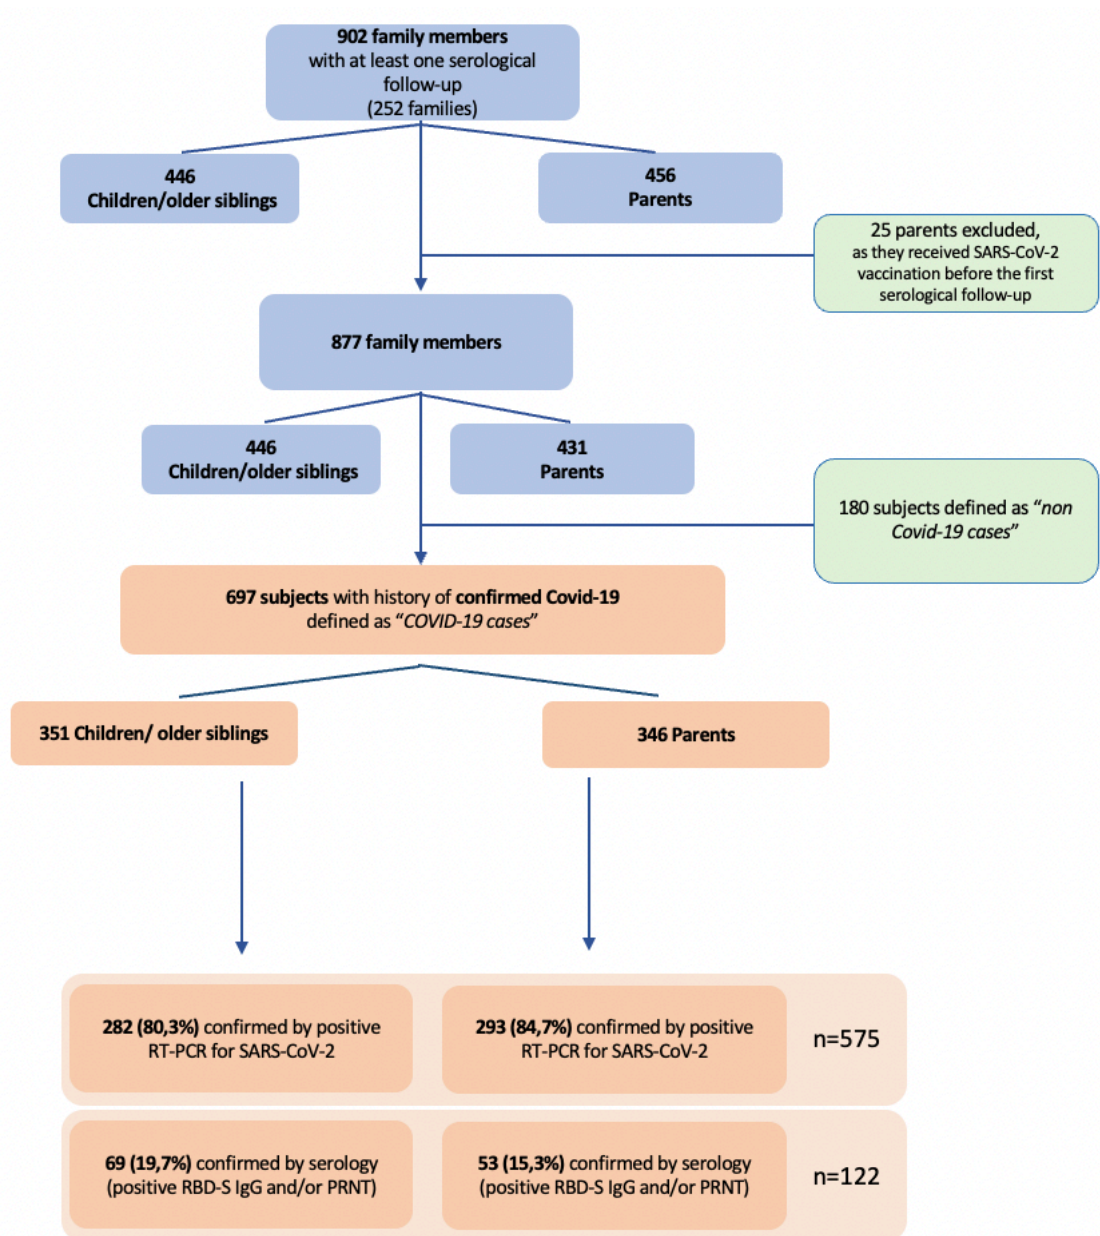 902 family members
with at least one serological
follow-up
(252 families)
446
Children/older siblings
456
Parents
25 parents excluded,
as they received SARS-CoV-2
vaccination before the first
serological follow-up
877 family members
446
Children/older siblings
431
Parents
180 subjects defined as “non
Covid-19 cases”
697 subjects with history of confirmed Covid-19
defined as “COVID-19 cases”
351 Children/ older siblings
346 Parents
282 (80,3%) confirmed by positive
RT-PCR for SARS-CoV-2
293 (84,7%) confirmed by positive
RT-PCR for SARS-CoV-2
n=575
69 (19,7%) confirmed by serology
(positive RBD-S IgG and/or PRNT)
53 (15,3%) confirmed by serology
(positive RBD-S IgG and/or PRNT)
n=122